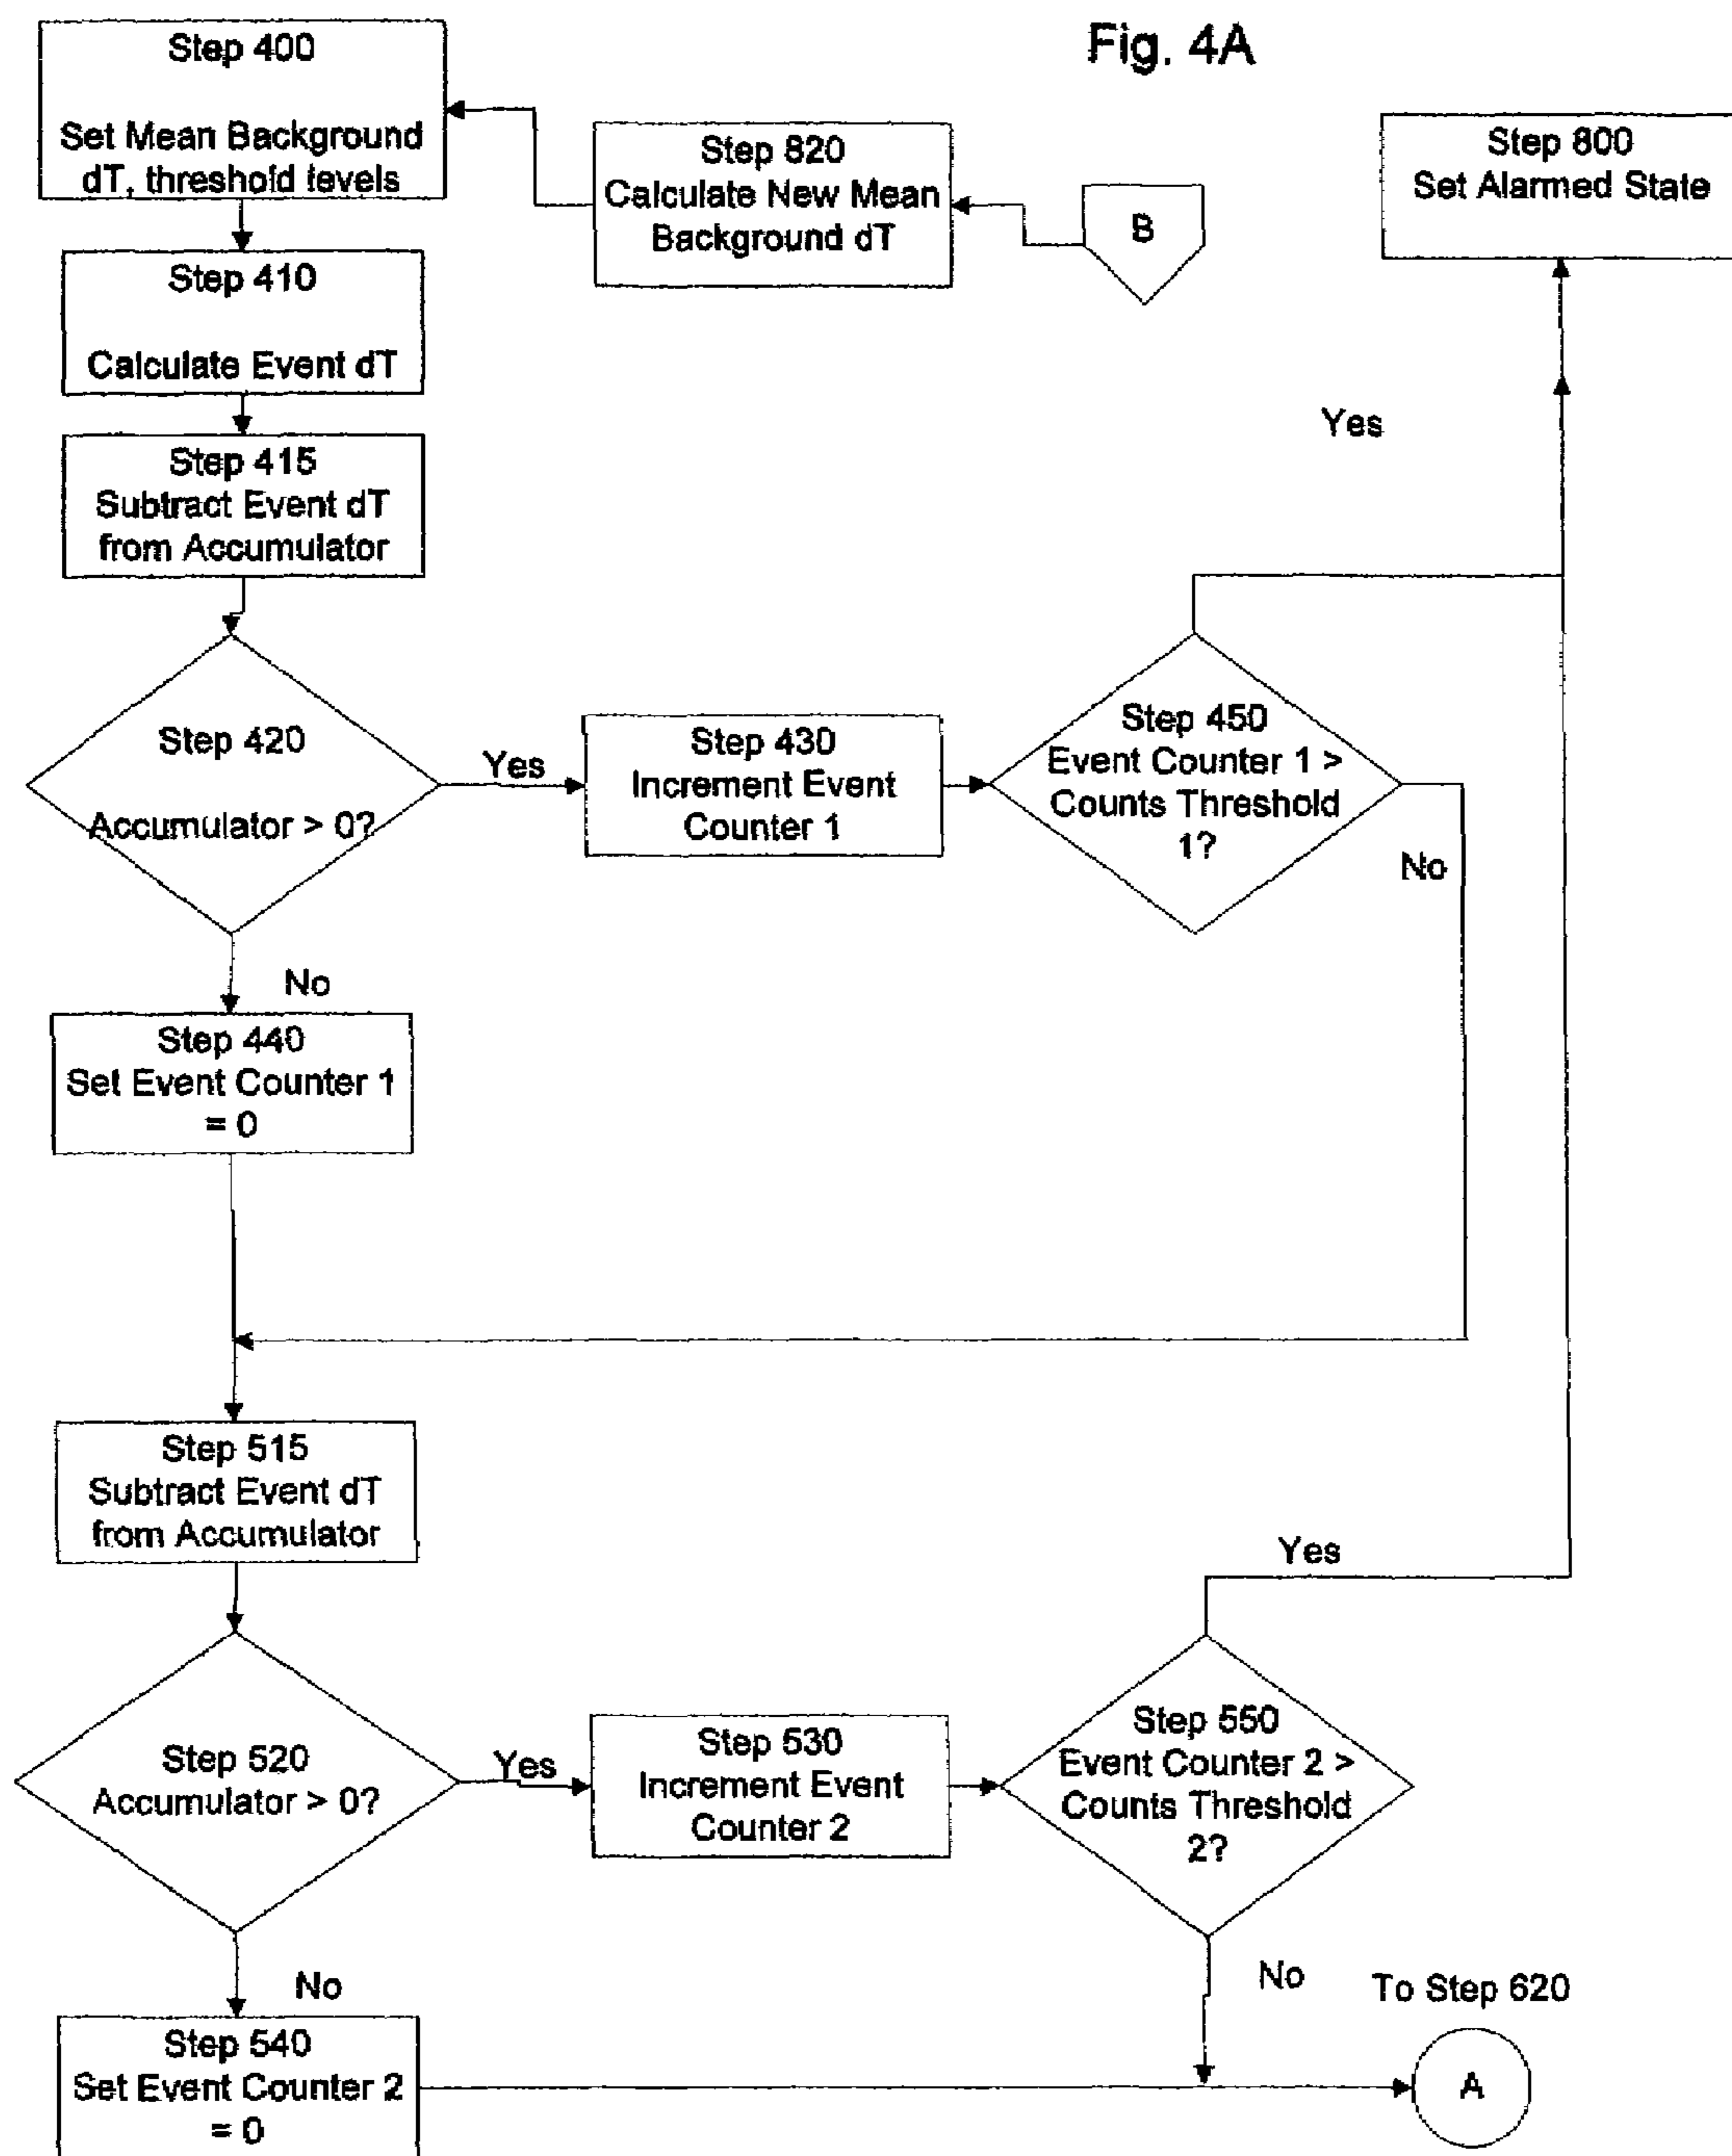 Fig. 4A
Step 400
Set Mean Background
dT, threshold levels
Step 820
Calculate New Mean
Background dT
B
Step 800
Set Alarmed State
Step 410
Calculate Event dT
Step 415
Subtract Event dT
from Accumulator
Yes
Step 420
Accumulator > 0?
Yes
Step 430
Increment Event
Counter 1
Step 450
Event Counter 1 >
Counts Threshold
1?
No
No
Step 440
Set Event Counter 1
= 0
Step 515
Subtract Event dT
from Accumulator
Yes
Step 520
Accumulator > 0?
Yes
Step 530
Increment Event
Counter 2
Step 550
Event Counter 2 >
Counts Threshold
2?
No
No
To Step 620
Step 540
Set Event Counter 2
= 0
A